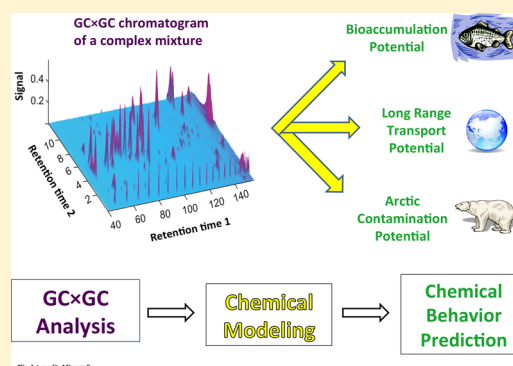 GC×GC chromatogram
of a complex mixture
Signal
0.4
0.2
10
8
6
4
2
Retention time 2
40
60
80
100
120
140
Retention time 1
Bioaccumulation
Potential
Long Range
Transport
Potential
Arctic
Contamination
Potential
GC×GC
Analysis
Chemical
Modeling
Chemical
Behavior
Prediction